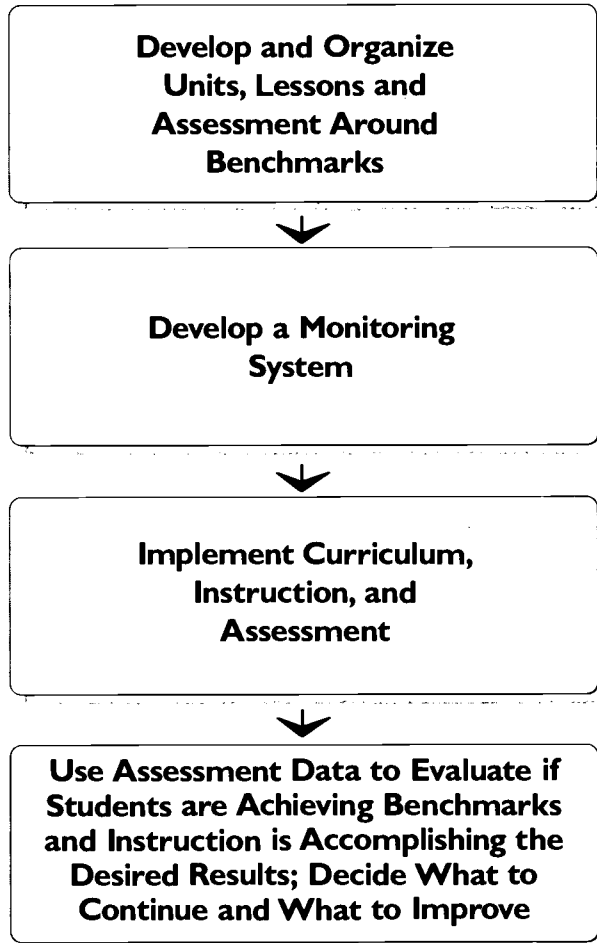 Develop and Organize
Units, Lessons and
Assessment Around
Benchmarks
Develop a Monitoring
System
Implement Curriculum,
Instruction, and
Assessment
Use Assessment Data to Evaluate if
Students are Achieving Benchmarks
and Instruction is Accomplishing the
Desired Results; Decide What to
Continue and What to Improve